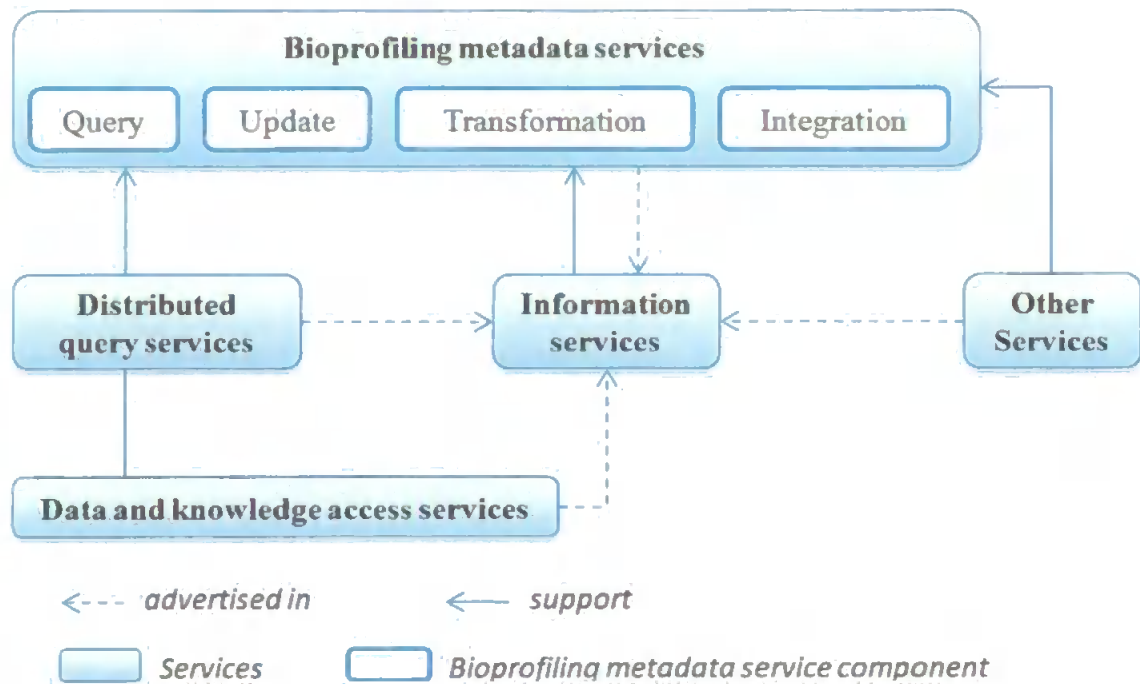 Bioprofiling metadata services
Query
Update
Transformation
Integration
Distributed
query services
Information
services
Other
Services
Data and knowledge access services
advertised in
support
Services
Bioprofiling metadata service component